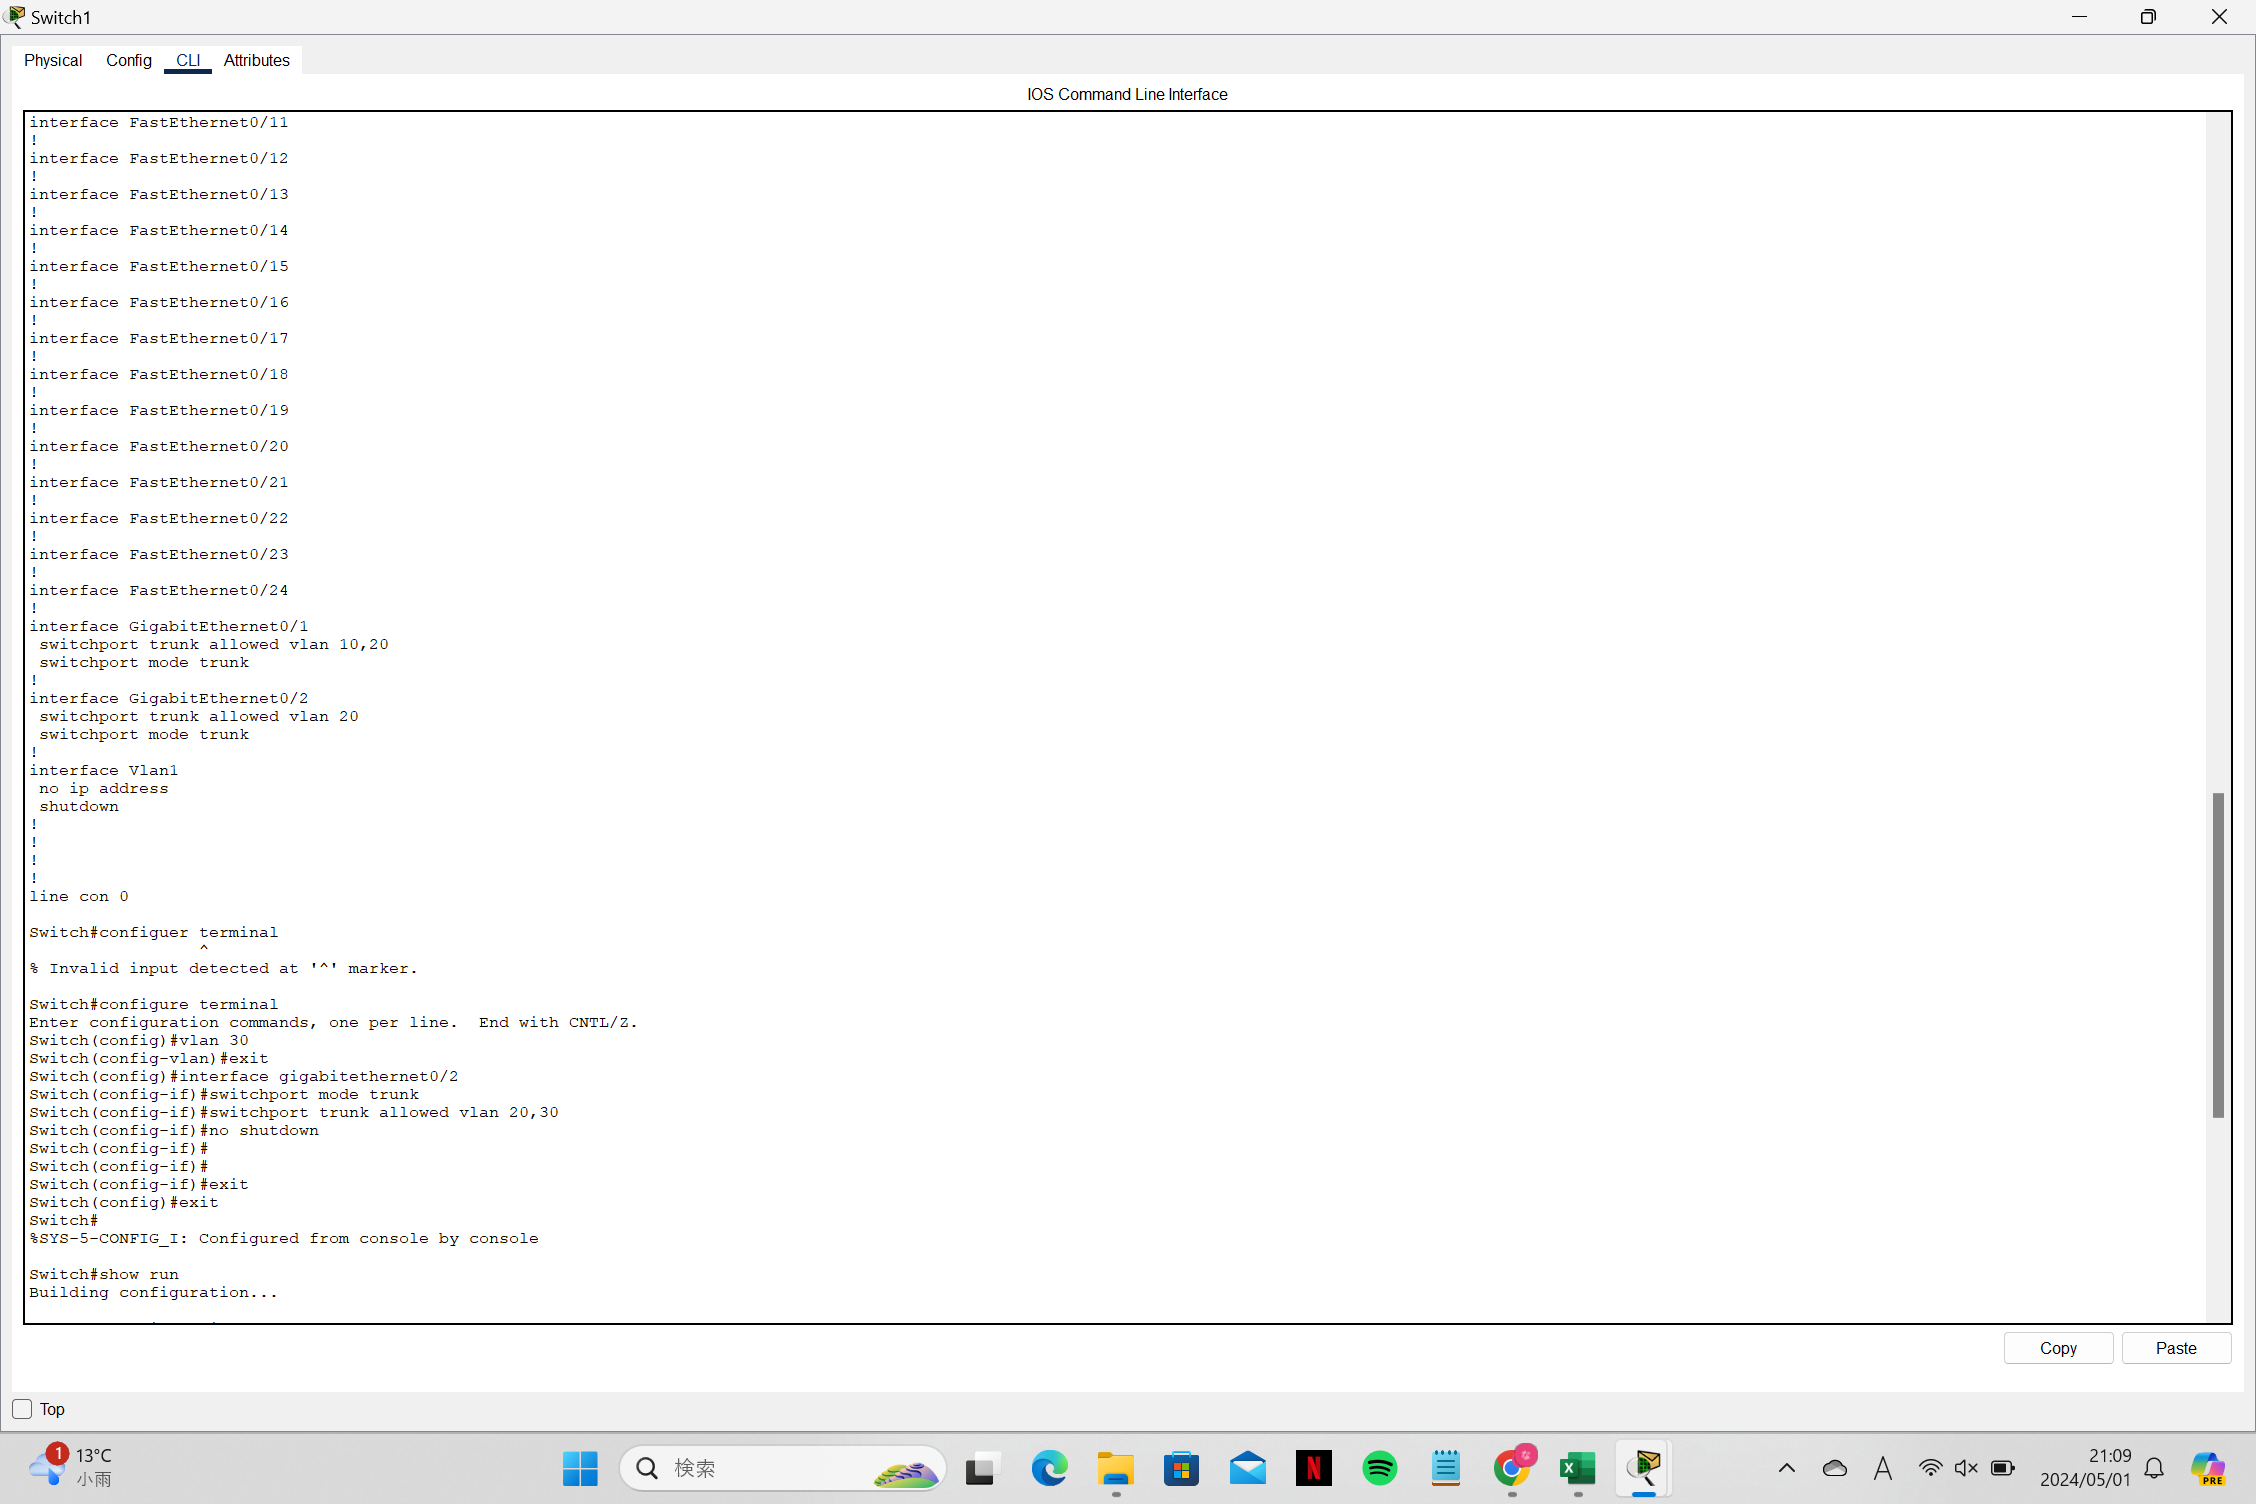 Switch1
Physical Config CLI Attributes
IOS Command Line Interface
interface FastEthernet0/11
!
interface FastEthernet0/12
!
interface FastEthernet0/13
!
interface FastEthernet0/14
!
interface FastEthernet0/15
!
interface FastEthernet0/16
!
interface FastEthernet0/17
!
interface FastEthernet0/18
!
interface FastEthernet0/19
!
interface FastEthernet0/20
!
interface FastEthernet0/21
!
interface FastEthernet0/22
!
interface FastEthernet0/23
!
interface FastEthernet0/24
!
interface GigabitEthernet0/1
switchport trunk allowed vlan 10,20
switchport mode trunk
!
interface GigabitEthernet0/2
switchport trunk allowed vlan 20
switchport mode trunk
!
interface Vlan1
no ip address
shutdown
!
!
!
!
line con 0
Switch#configuer terminal
^
% Invalid input detected at '^' marker.
Switch#configure terminal
Enter configuration commands, one per line. End with CNTL/Z.
Switch(config)#vlan 30
Switch(config-vlan)#exit
Switch(config)#interface gigabitethernet0/2
Switch(config-if)#switchport mode trunk
Switch(config-if)#switchport trunk allowed vlan 20,30
Switch(config-if)#no shutdown
Switch(config-if)#
Switch(config-if)#
Switch(config-if)#exit
Switch(config)#exit
Switch#
%SYS-5-CONFIG_I: Configured from console by console
Switch#show run
Building configuration...
Copy Paste
Top
1 13°C
小雨
検索
N
X
A
21:09
2024/05/01
PRE